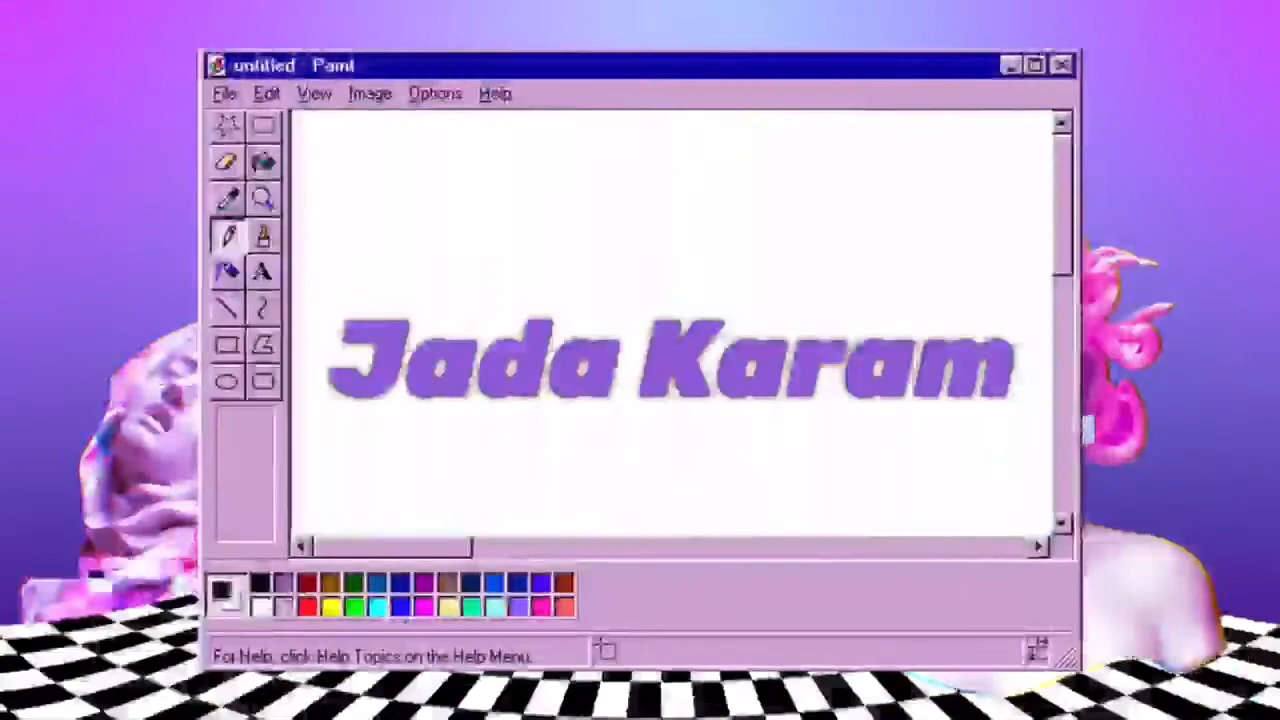 untitled - Paint
File Edit View Image Options Help
Jada Karam
For Help, click Help Topics on the Help Menu.